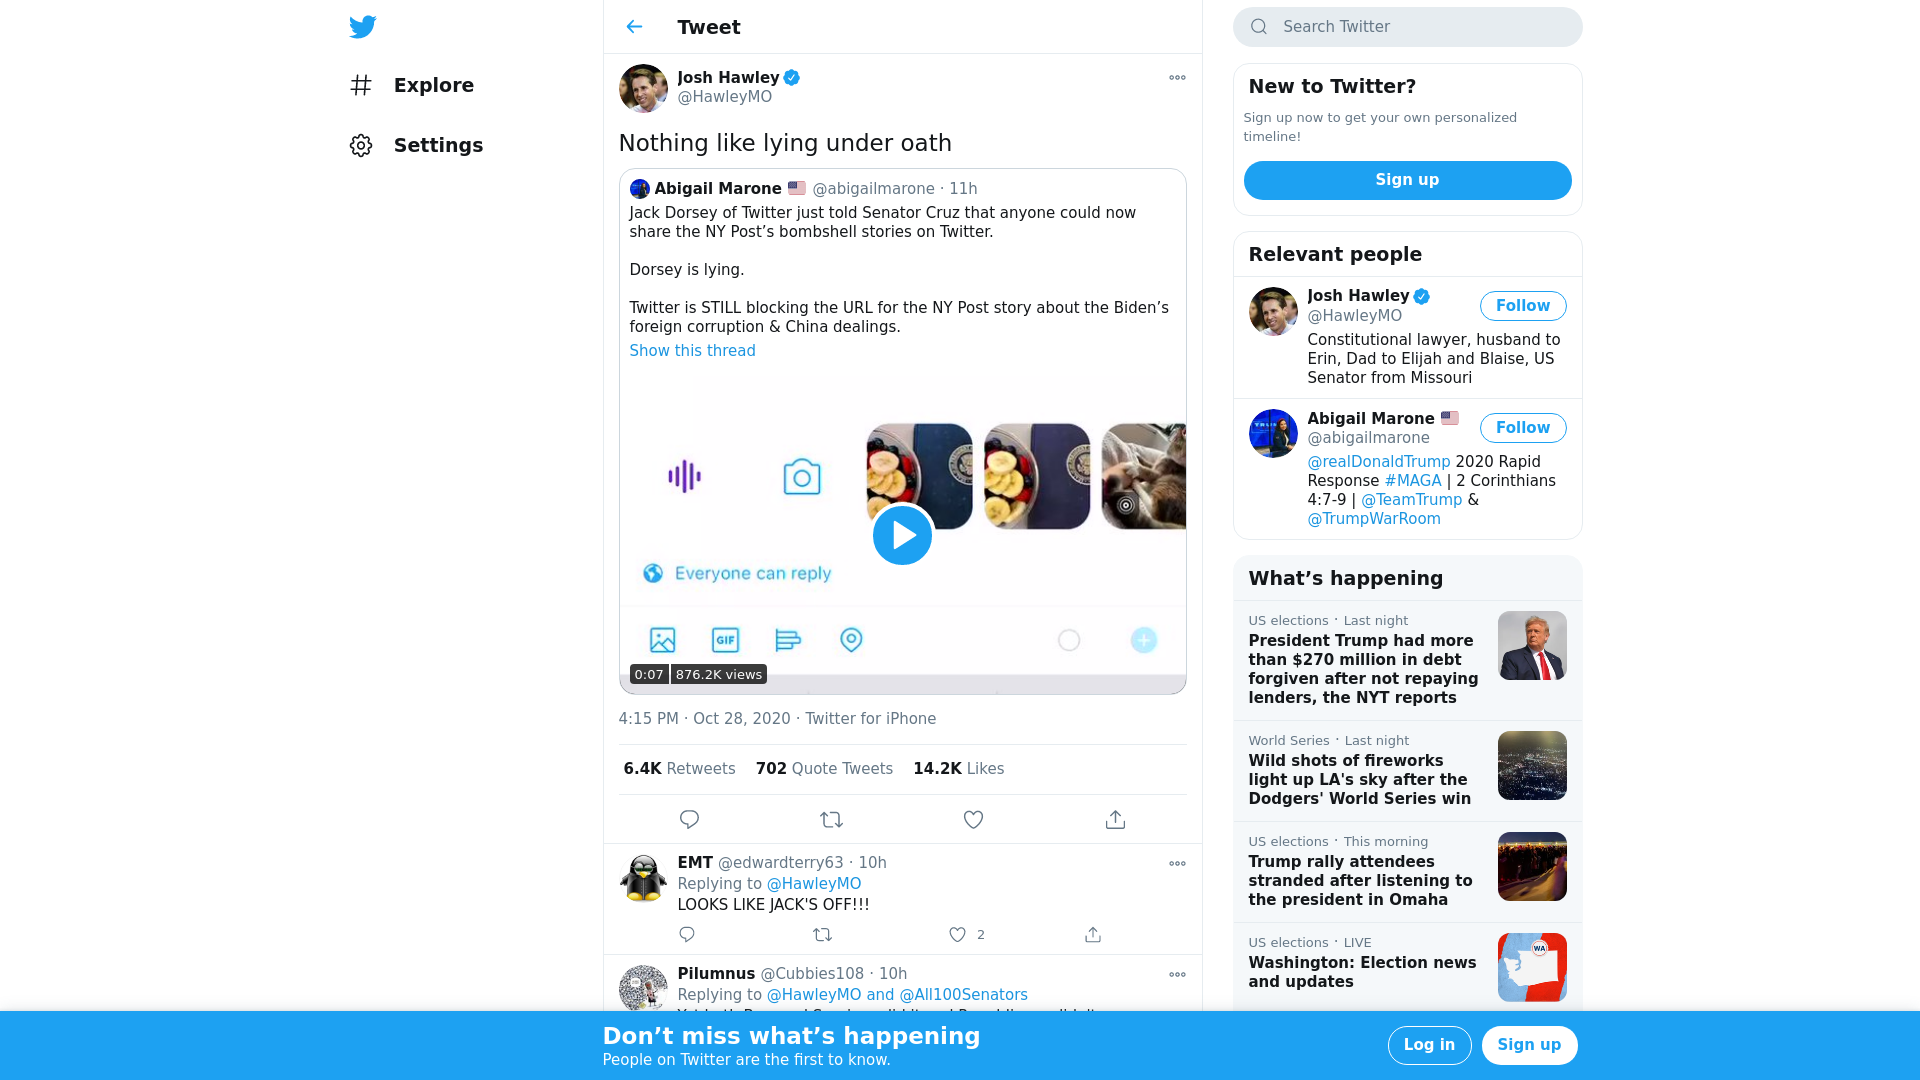 Explore
Settings
Tweet
Josh Hawley
@HawleyMO
Nothing like lying under oath
Abigail Marone 🇺🇸 @abigailmarone · 11h
Jack Dorsey of Twitter just told Senator Cruz that anyone could now
share the NY Post’s bombshell stories on Twitter.
Dorsey is lying.
Twitter is STILL blocking the URL for the NY Post story about the Biden’s
foreign corruption & China dealings.
Show this thread
Everyone can reply
GIF
0:07 876.2K views
4:15 PM · Oct 28, 2020 · Twitter for iPhone
6.4K Retweets 702 Quote Tweets 14.2K Likes
EMT @edwardterry63 · 10h
Replying to @HawleyMO
LOOKS LIKE JACK'S OFF!!!
2
Pilumnus @Cubbies108 · 10h
Replying to @HawleyMO and @All100Senators
Search Twitter
New to Twitter?
Sign up now to get your own personalized
timeline!
Sign up
Relevant people
Josh Hawley
@HawleyMO
Follow
Constitutional lawyer, husband to
Erin, Dad to Elijah and Blaise, US
Senator from Missouri
Abigail Marone 🇺🇸
@abigailmarone
Follow
@realDonaldTrump 2020 Rapid
Response #MAGA | 2 Corinthians
4:7-9 | @TeamTrump &
@TrumpWarRoom
What’s happening
US elections · Last night
President Trump had more
than $270 million in debt
forgiven after not repaying
lenders, the NYT reports
World Series · Last night
Wild shots of fireworks
light up LA's sky after the
Dodgers' World Series win
US elections · This morning
Trump rally attendees
stranded after listening to
the president in Omaha
US elections · LIVE
Washington: Election news
and updates
WA
Don’t miss what’s happening
People on Twitter are the first to know.
Log in
Sign up